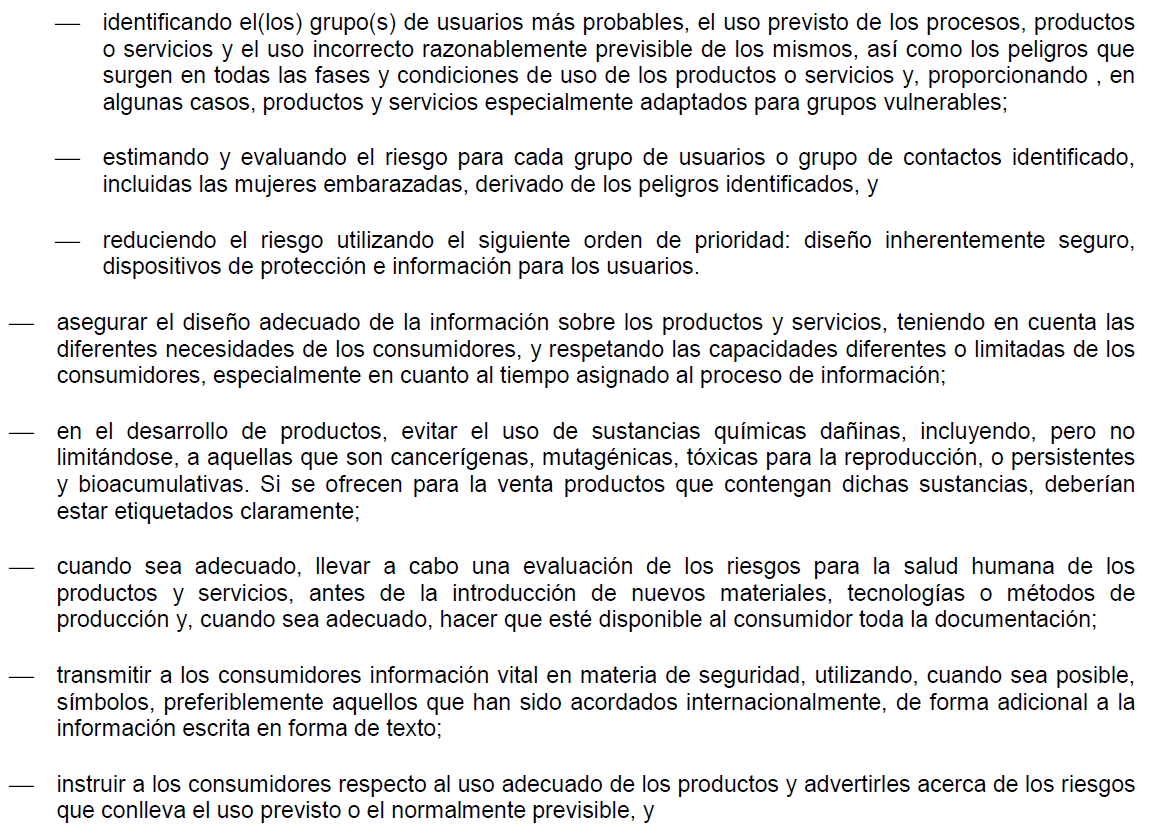 — identificando el(los) grupo(s) de usuarios más probables, el uso previsto de los procesos, productos
o servicios y el uso incorrecto razonablemente previsible de los mismos, así como los peligros que
surgen en todas las fases y condiciones de uso de los productos o servicios y, proporcionando , en
algunas casos, productos y servicios especialmente adaptados para grupos vulnerables;
— estimando y evaluando el riesgo para cada grupo de usuarios o grupo de contactos identificado,
incluidas las mujeres embarazadas, derivado de los peligros identificados, y
— reduciendo el riesgo utilizando el siguiente orden de prioridad: diseño inherentemente seguro,
dispositivos de protección e información para los usuarios.
— asegurar el diseño adecuado de la información sobre los productos y servicios, teniendo en cuenta las
diferentes necesidades de los consumidores, y respetando las capacidades diferentes o limitadas de los
consumidores, especialmente en cuanto al tiempo asignado al proceso de información;
— en el desarrollo de productos, evitar el uso de sustancias químicas dañinas, incluyendo, pero no
limitándose, a aquellas que son cancerígenas, mutagénicas, tóxicas para la reproducción, o persistentes
y bioacumulativas. Si se ofrecen para la venta productos que contengan dichas sustancias, deberían
estar etiquetados claramente;
— cuando sea adecuado, llevar a cabo una evaluación de los riesgos para la salud humana de los
productos y servicios, antes de la introducción de nuevos materiales, tecnologías o métodos de
producción y, cuando sea adecuado, hacer que esté disponible al consumidor toda la documentación;
— transmitir a los consumidores información vital en materia de seguridad, utilizando, cuando sea posible,
símbolos, preferiblemente aquellos que han sido acordados internacionalmente, de forma adicional a la
información escrita en forma de texto;
— instruir a los consumidores respecto al uso adecuado de los productos y advertirles acerca de los riesgos
que conlleva el uso previsto o el normalmente previsible, y